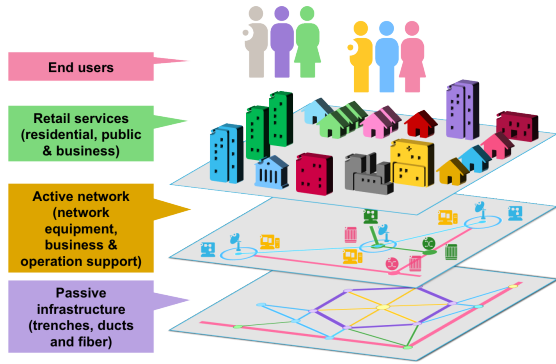 End users
Retail services
(residential, public
& business)
Active network
(network
equipment,
business &
operation support)
Passive
infrastructure
(trenches, ducts
and fiber)